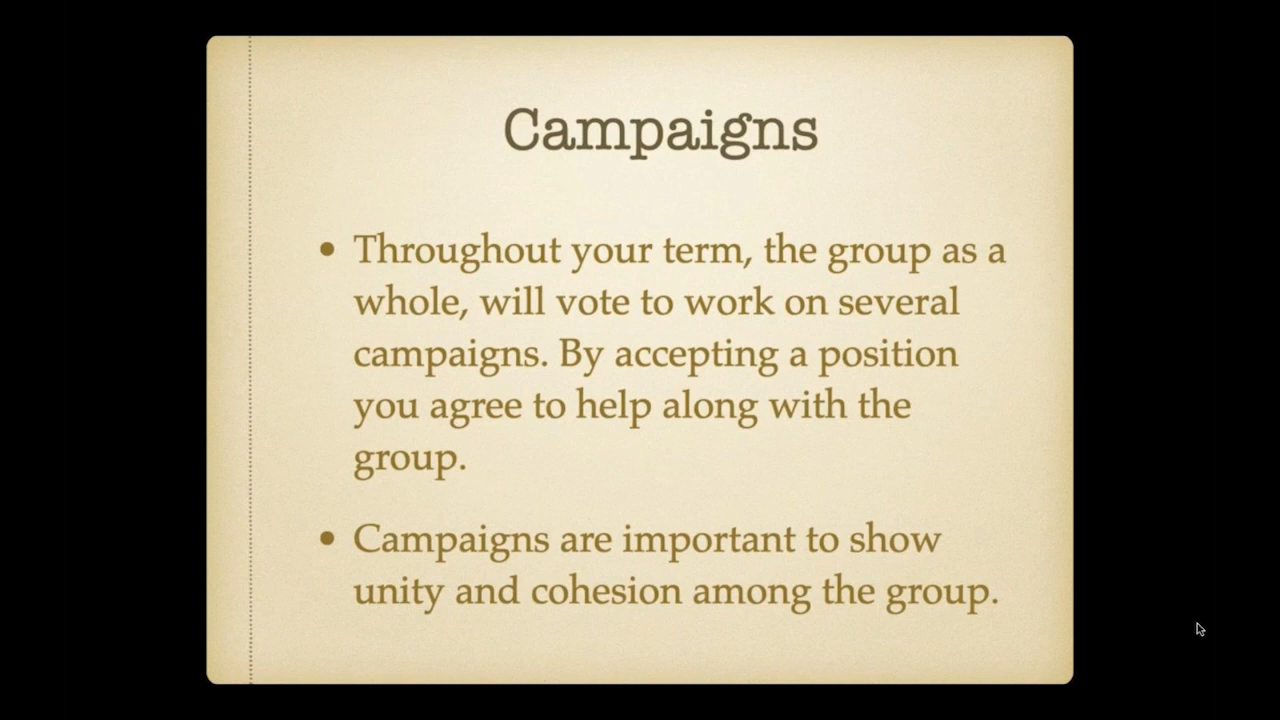 Campaigns
• Throughout your term, the group as a
whole, will vote to work on several
campaigns. By accepting a position
you agree to help along with the
group.
• Campaigns are important to show
unity and cohesion among the group.